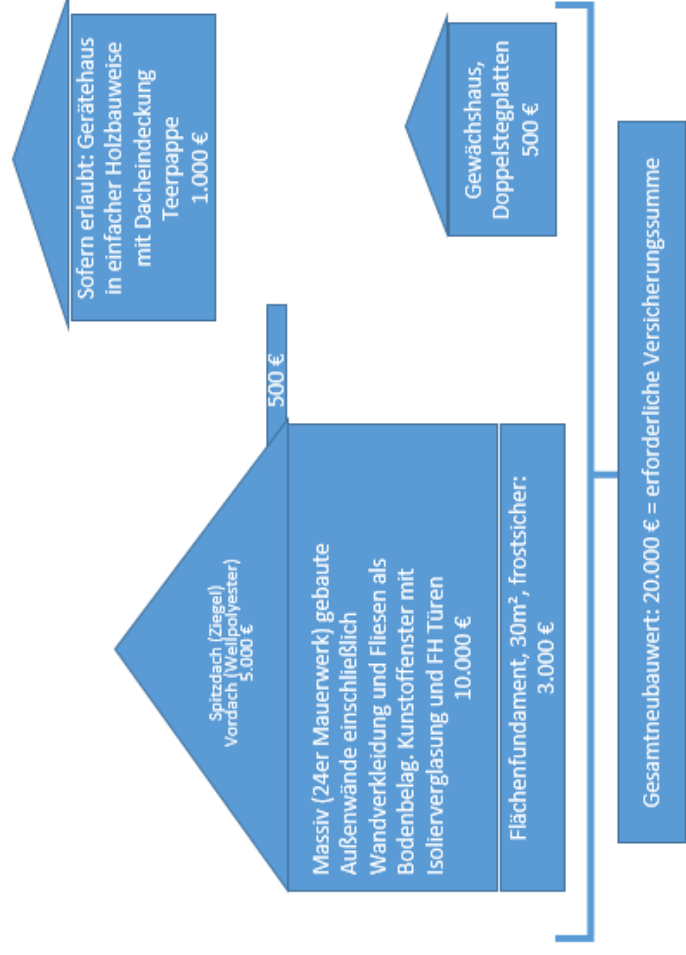 Spitzdach (Ziegel)
Vordach (Wellpolyester)
5.000 €
500 €
Massiv (24er Mauerwerk) gebaute
Außenwände einschließlich
Wandverkleidung und Fliesen als
Bodenbelag. Kunstoffenster mit
Isolierverglasung und FH Türen
10.000 €
Flächenfundament, 30m², frostsicher:
3.000 €
Sofern erlaubt: Gerätehaus
in einfacher Holzbauweise
mit Dacheindeckung
Teerpappe
1.000 €
Gewächshaus,
Doppelstegplatten
500 €
Gesamtneubauwert: 20.000 € = erforderliche Versicherungssumme